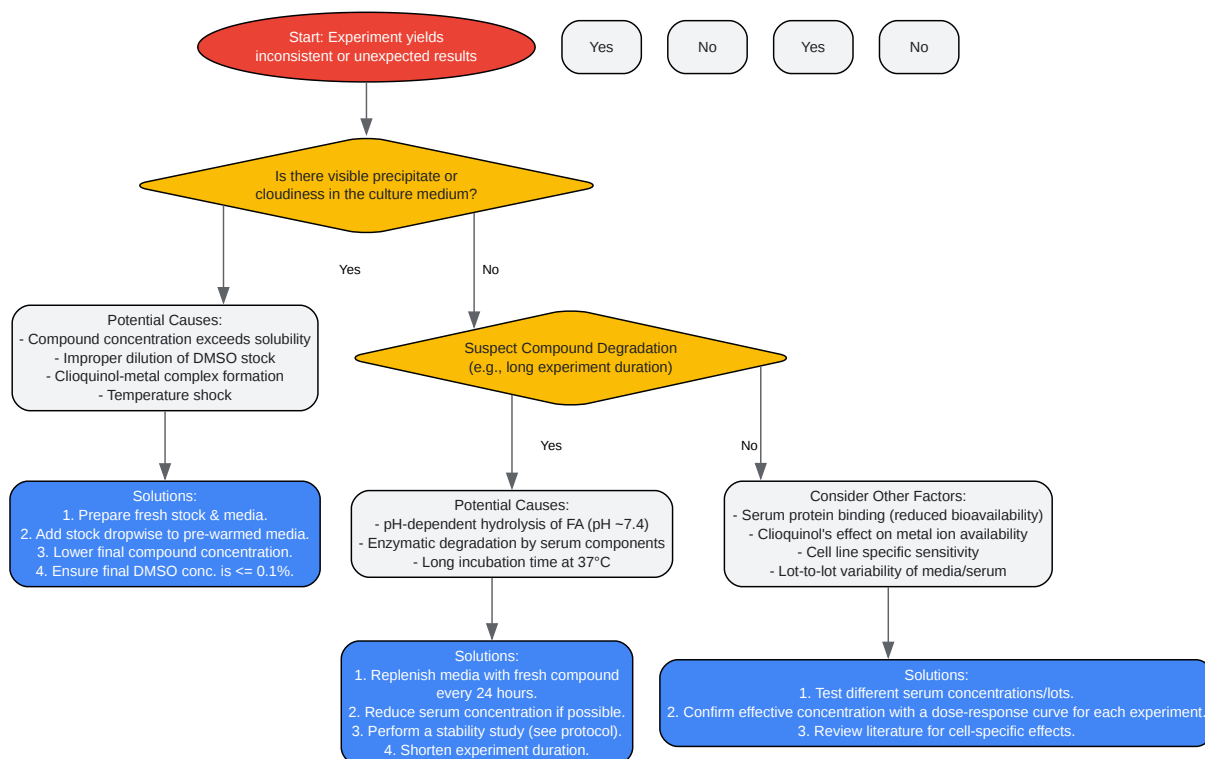 Start: Experiment yields
inconsistent or unexpected results
Yes
No
Yes
No
Is there visible precipitate or
cloudiness in the culture medium?
Yes
No
Potential Causes:
- Compound concentration exceeds solubility
- Improper dilution of DMSO stock
- Clioquinol-metal complex formation
- Temperature shock
Suspect Compound Degradation
(e.g., long experiment duration)
Yes
No
Solutions:
1. Prepare fresh stock & media.
2. Add stock dropwise to pre-warmed media.
3. Lower final compound concentration.
4. Ensure final DMSO conc. is <= 0.1%.
Potential Causes:
- pH-dependent hydrolysis of FA (pH ~7.4)
- Enzymatic degradation by serum components
- Long incubation time at 37°C
Consider Other Factors:
- Serum protein binding (reduced bioavailability)
- Clioquinol's effect on metal ion availability
- Cell line specific sensitivity
- Lot-to-lot variability of media/serum
Solutions:
1. Replenish media with fresh compound
every 24 hours.
2. Reduce serum concentration if possible.
3. Perform a stability study (see protocol).
4. Shorten experiment duration.
Solutions:
1. Test different serum concentrations/lots.
2. Confirm effective concentration with a dose-response curve for each experiment.
3. Review literature for cell-specific effects.